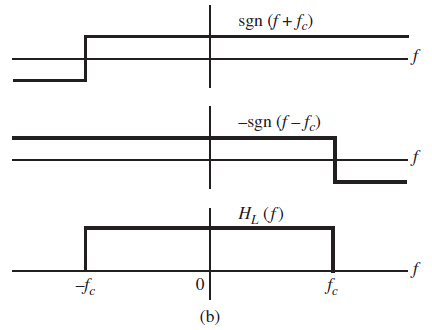 sgn (f + f_c)
f
–sgn (f – f_c)
f
H_L (f)
f
–f_c 0 f_c
(b)